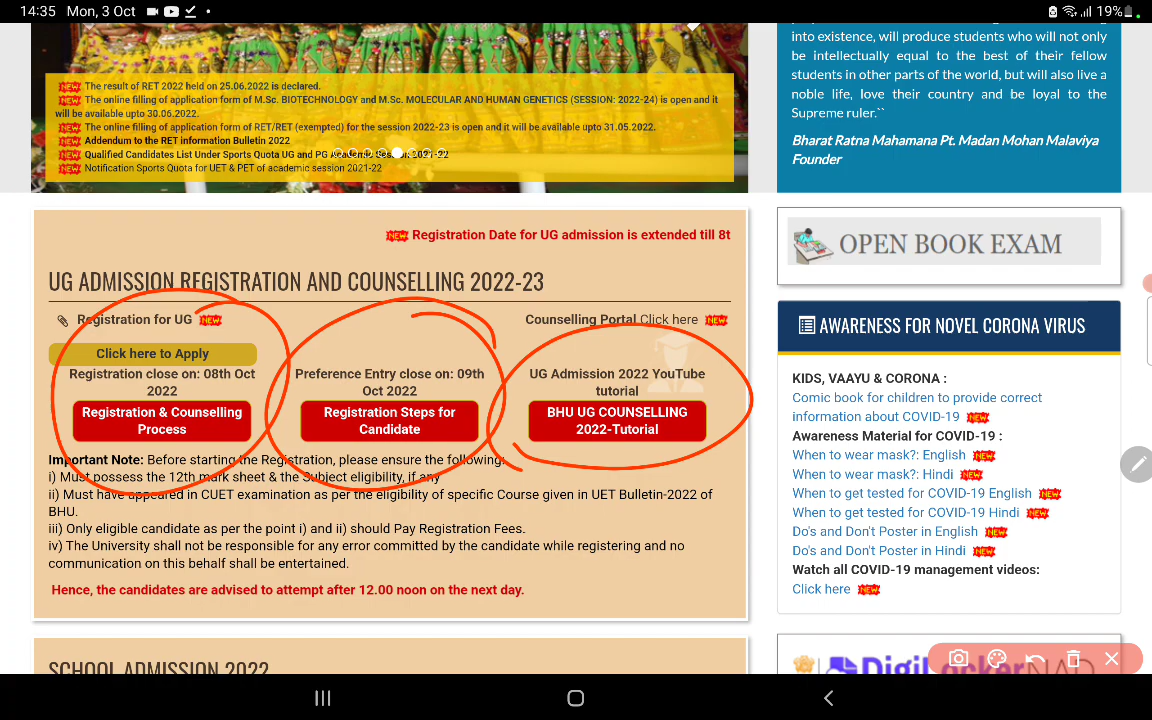 14:35 Mon, 3 Oct
19%
NEW The result of RET 2022 held on 25.06.2022 is declared.
NEW The online filling of application form of M.Sc. BIOTECHNOLOGY and M.Sc. MOLECULAR AND HUMAN GENETICS (SESSION: 2022-24) is open and it
will be available upto 30.06.2022.
NEW The online filling of application form of RET/RET (exempted) for the session 2022-23 is open and it will be available upto 31.05.2022.
NEW Addendum to the RET information Bulletin 2022
NEW Qualified Candidates List Under Sports Quota UG and PG Academic Session 2021-22
NEW Notification Sports Quota for UET & PET of academic session 2021-22
into existence, will produce students who will not only
be intellectually equal to the best of their fellow
students in other parts of the world, but will also live a
noble life, love their country and be loyal to the
Supreme ruler.``
Bharat Ratna Mahamana Pt. Madan Mohan Malaviya
Founder
NEW Registration Date for UG admission is extended till 8t
UG ADMISSION REGISTRATION AND COUNSELLING 2022-23
Registration for UG NEW
Counselling Portal Click here NEW
Click here to Apply
Registration close on: 08th Oct
2022
Registration & Counselling
Process
Preference Entry close on: 09th
Oct 2022
Registration Steps for
Candidate
UG Admission 2022 YouTube
tutorial
BHU UG COUNSELLING
2022-Tutorial
Important Note: Before starting the Registration, please ensure the following:
i) Must possess the 12th mark sheet & the Subject eligibility, if any
ii) Must have appeared in CUET examination as per the eligibility of specific Course given in UET Bulletin-2022 of
BHU.
iii) Only eligible candidate as per the point i) and ii) should Pay Registration Fees.
iv) The University shall not be responsible for any error committed by the candidate while registering and no
communication on this behalf shall be entertained.
Hence, the candidates are advised to attempt after 12.00 noon on the next day.
SCHOOL ADMISSION 2022
OPEN BOOK EXAM
AWARENESS FOR NOVEL CORONA VIRUS
KIDS, VAAYU & CORONA :
Comic book for children to provide correct
information about COVID-19 NEW
Awareness Material for COVID-19 :
When to wear mask?: English NEW
When to wear mask?: Hindi NEW
When to get tested for COVID-19 English NEW
When to get tested for COVID-19 Hindi NEW
Do's and Don't Poster in English NEW
Do's and Don't Poster in Hindi NEW
Watch all COVID-19 management videos:
Click here NEW
DigiLocker NAD